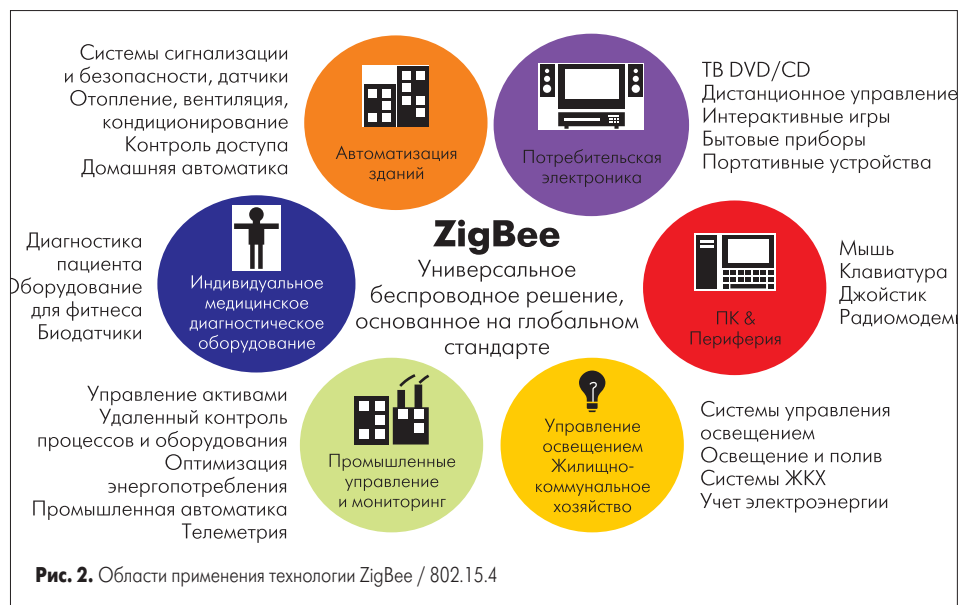 Системы сигнализации
и безопасности, датчики
Отопление, вентиляция,
кондиционирование
Контроль доступа
Домашняя автоматика
Автоматизация
зданий
Потребительская
электроника
ТВ DVD/CD
Дистанционное управление
Интерактивные игры
Бытовые приборы
Портативные устройства
Диагностика
пациента
Оборудование
для фитнеса
Биодатчики
Индивидуальное
медицинское
диагностическое
оборудование
ZigBee
Универсальное
беспроводное решение,
основанное на глобальном
стандарте
ПК &
Периферия
Мышь
Клавиатура
Джойстик
Радиомодемы
Управление активами
Удаленный контроль
процессов и оборудования
Оптимизация
энергопотребления
Промышленная автоматика
Телеметрия
Промышленные
управление
и мониторинг
?
Управление
освещением
Жилищно-
коммунальное
хозяйство
Системы управления
освещением
Освещение и полив
Системы ЖКХ
Учет электроэнергии
Рис. 2. Области применения технологии ZigBee / 802.15.4